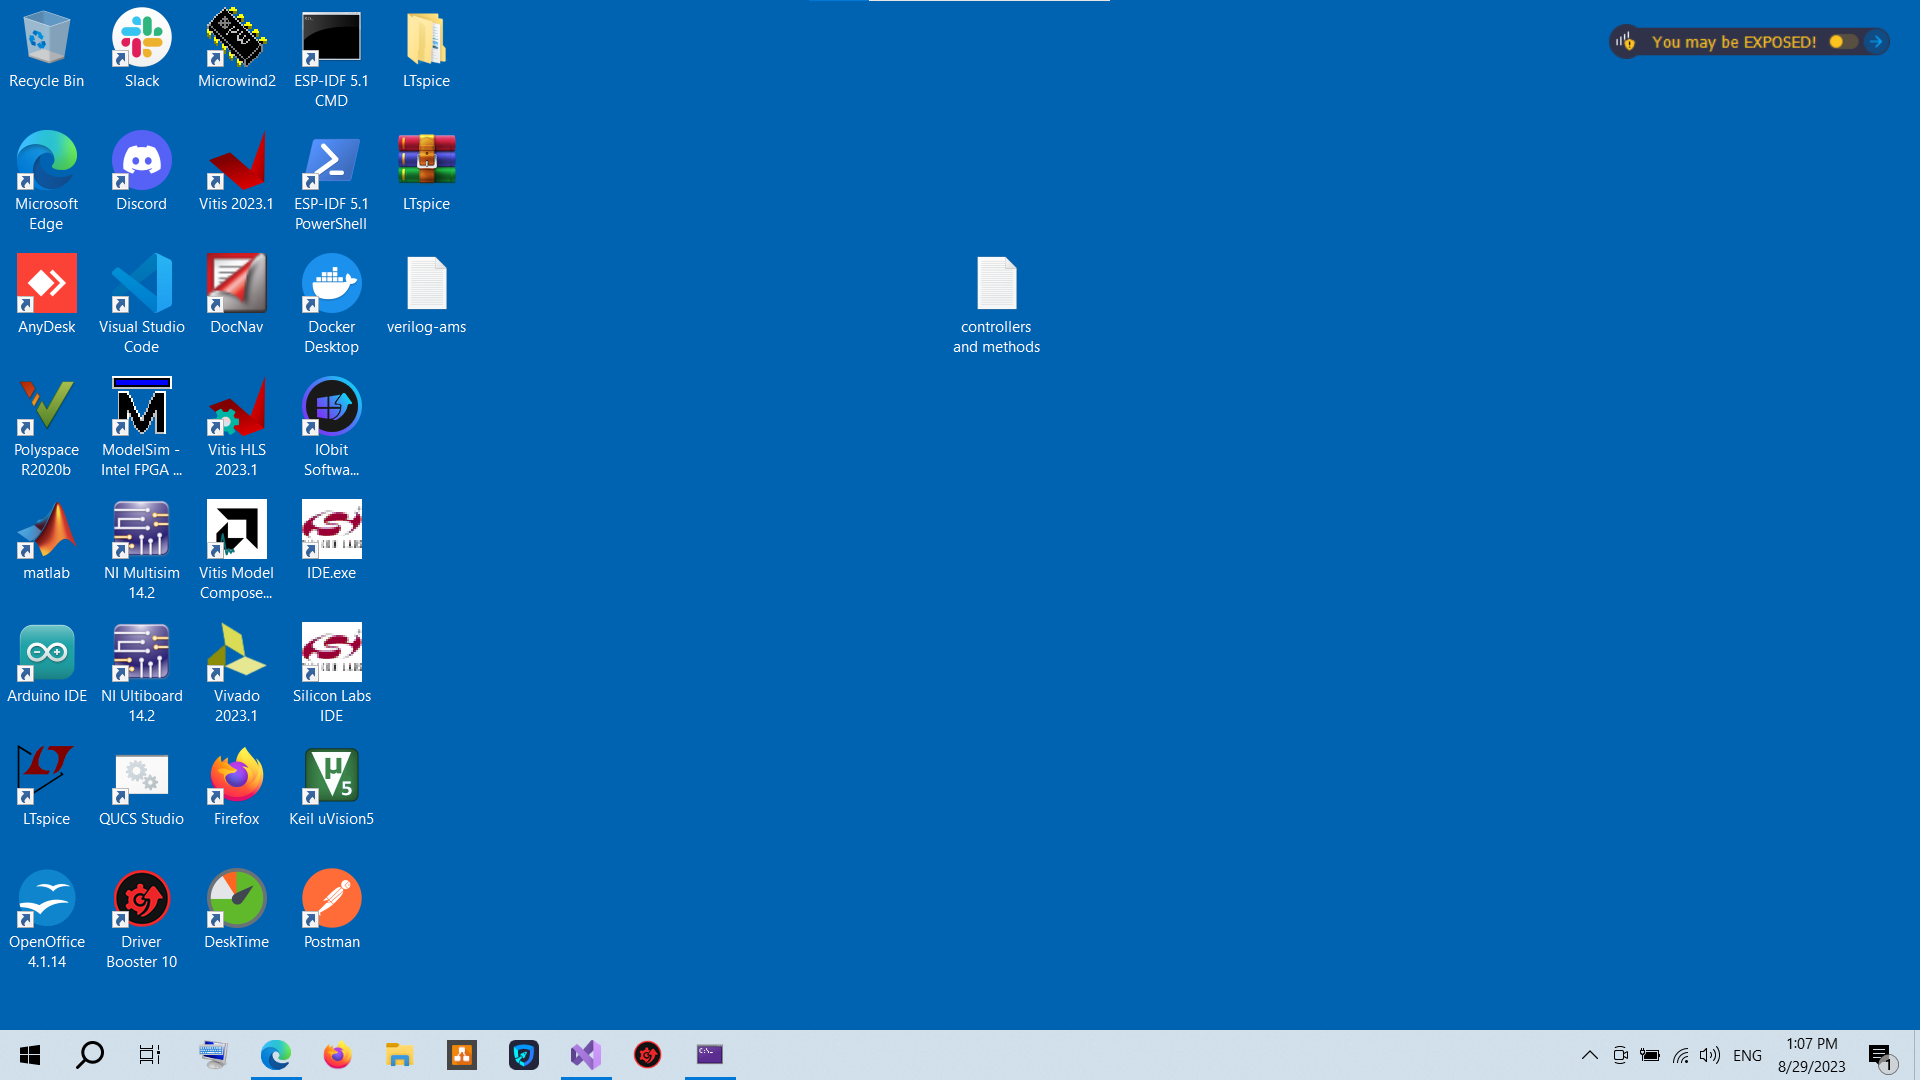 Recycle Bin
Slack
Microwind2
ESP-IDF 5.1
CMD
LTspice
You may be EXPOSED!
Microsoft
Edge
Discord
Vitis 2023.1
ESP-IDF 5.1
PowerShell
LTspice
AnyDesk
Visual Studio
Code
DocNav
Docker
Desktop
verilog-ams
controllers
and methods
Polyspace
R2020b
ModelSim -
Intel FPGA ...
Vitis HLS
2023.1
IObit
Softwa...
matlab
NI Multisim
14.2
Vitis Model
Compose...
IDE.exe
Arduino IDE
NI Ultiboard
14.2
Vivado
2023.1
Silicon Labs
IDE
LTspice
QUCS Studio
Firefox
Keil uVision5
OpenOffice
4.1.14
Driver
Booster 10
DeskTime
Postman
ENG
1:07 PM
8/29/2023
1